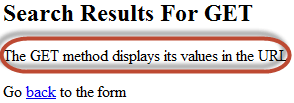 Search Results For GET
The GET method displays its values in the URL
Go back to the form